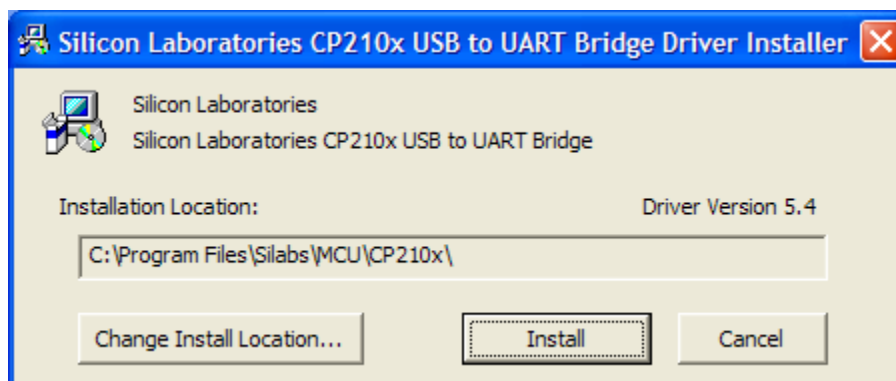 Silicon Laboratories CP210x USB to UART Bridge Driver Installer
Silicon Laboratories
Silicon Laboratories CP210x USB to UART Bridge
Installation Location: Driver Version 5.4
C:\Program Files\Silabs\MCU\CP210x\
Change Install Location... Install Cancel